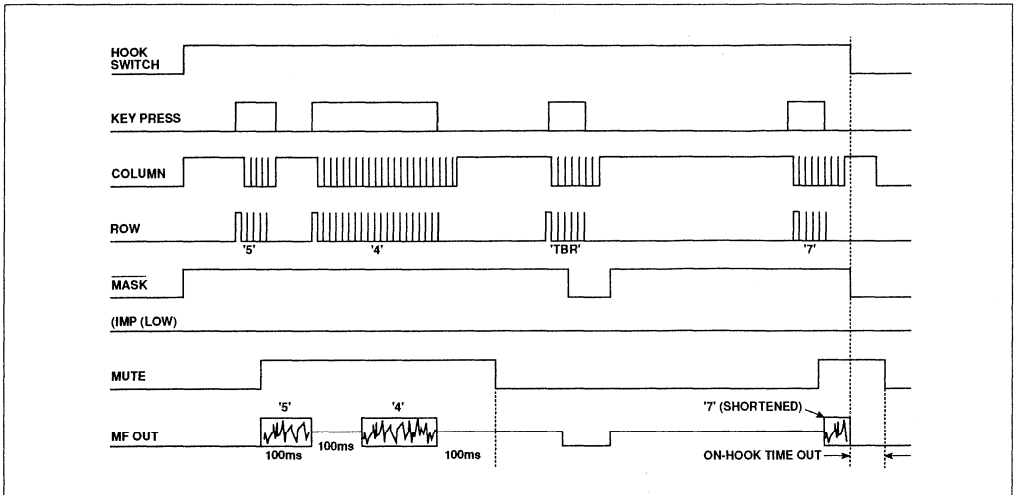 HOOK
SWITCH
KEY PRESS
COLUMN
ROW
'5'
'4'
'TBR'
'7'
MASK
(IMP (LOW)
MUTE
'5'
'4'
'7' (SHORTENED)
MF OUT
100ms
100ms
100ms
ON-HOOK TIME OUT